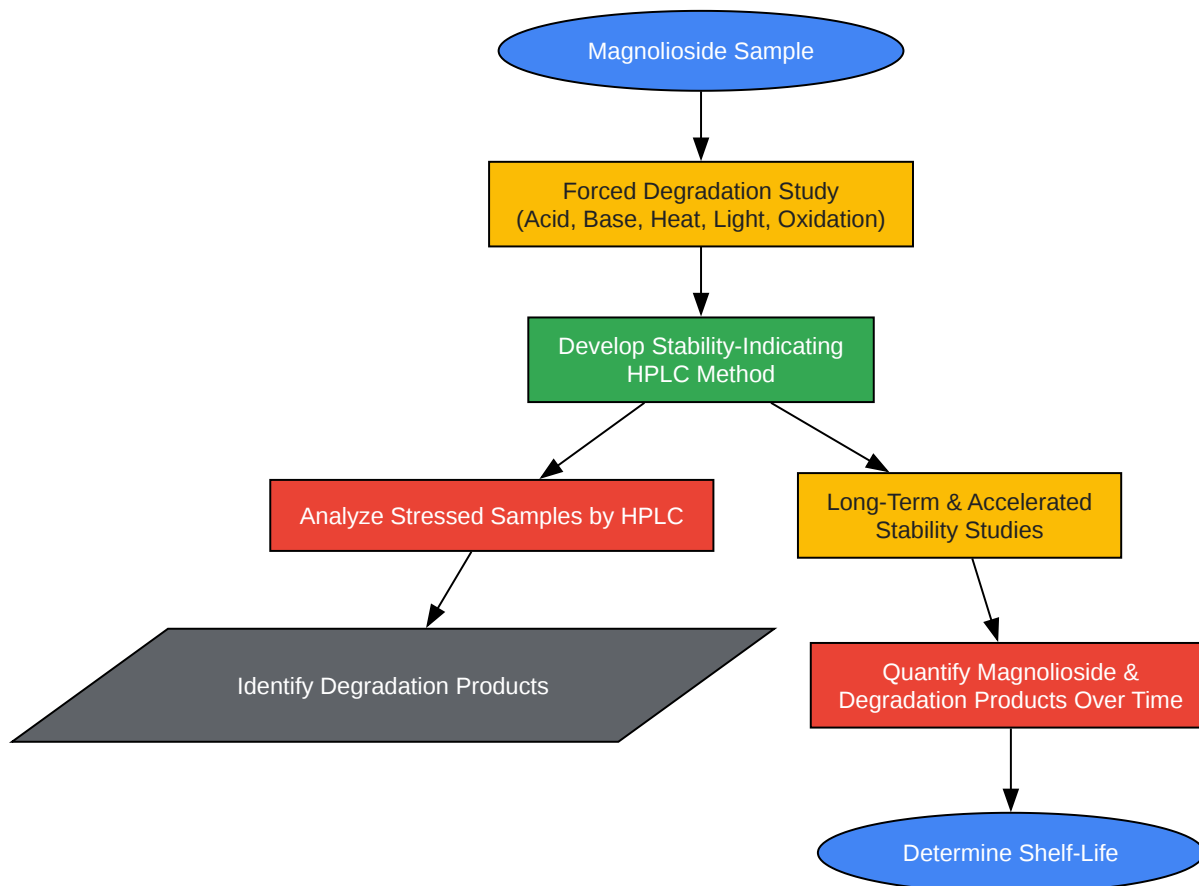 Magnolioside Sample
Forced Degradation Study
(Acid, Base, Heat, Light, Oxidation)
Develop Stability-Indicating
HPLC Method
Analyze Stressed Samples by HPLC
Long-Term & Accelerated
Stability Studies
Identify Degradation Products
Quantify Magnolioside &
Degradation Products Over Time
Determine Shelf-Life